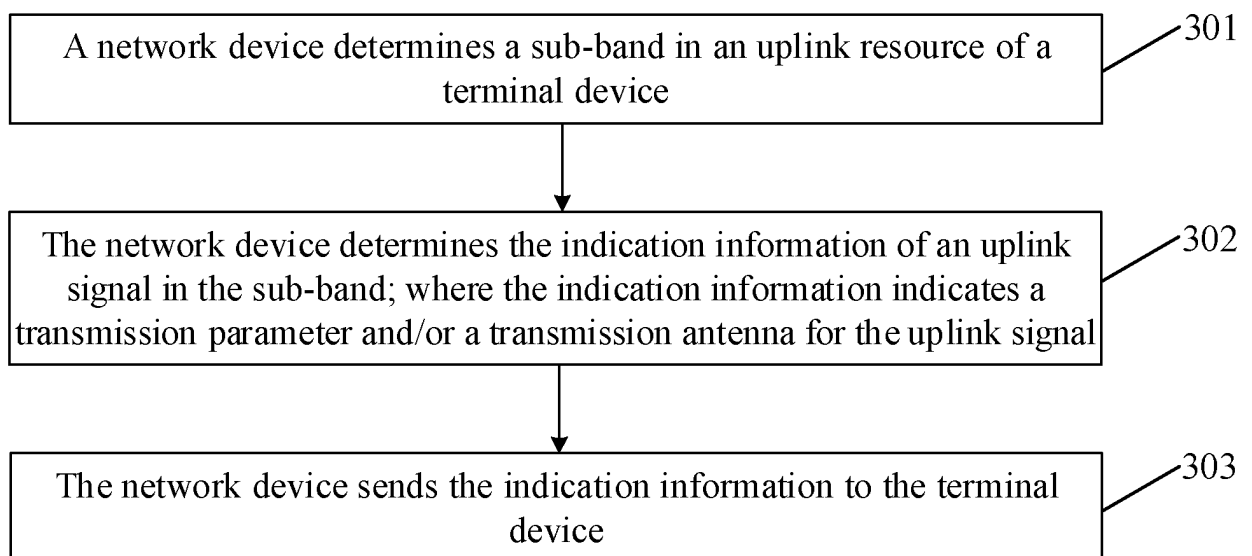 A network device determines a sub-band in an uplink resource of a
terminal device
301
The network device determines the indication information of an uplink
signal in the sub-band; where the indication information indicates a
transmission parameter and/or a transmission antenna for the uplink signal
302
The network device sends the indication information to the terminal
device
303